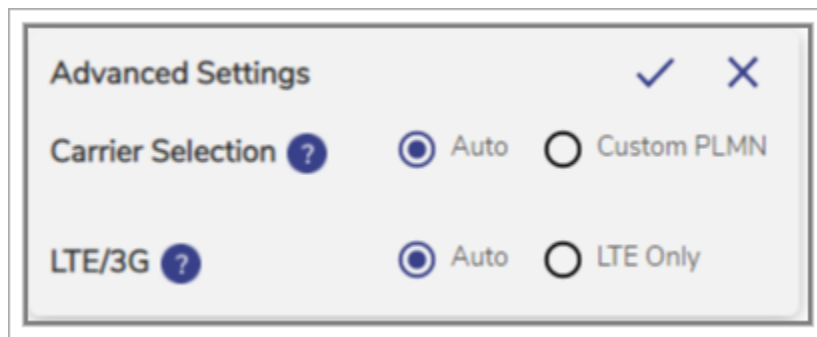 Advanced Settings
Carrier Selection ? Auto Custom PLMN
LTE/3G ? Auto LTE Only